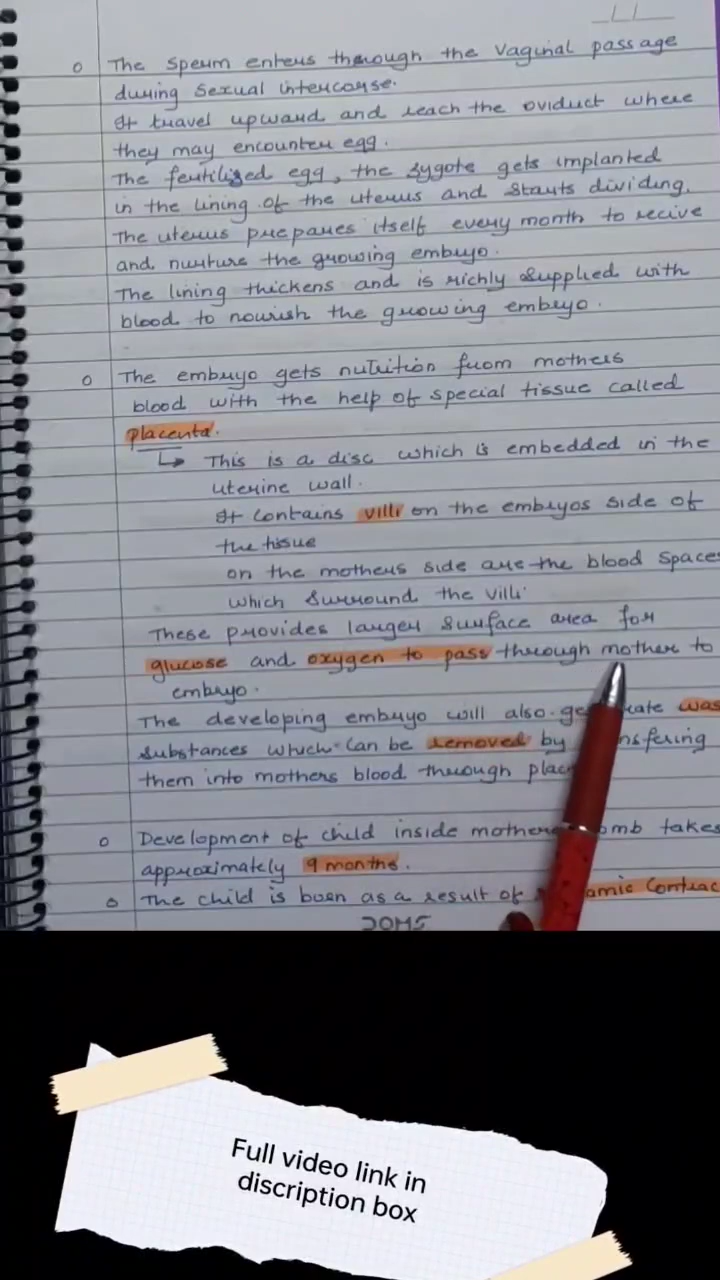 The sperm enters through the vaginal passage
during sexual intercorse.
It travel upward and reach the oviduct where
they may encounter egg.
The fertilised egg, the zygote gets implanted
in the lining of the uterus and starts dividing.
The uterus prepares itself every month to recive
and nurture the growing embryo.
The lining thickens and is richly supplied with
blood to nourish the growing embryo.
The embryo gets nutrition from mothers
blood with the help of special tissue called
placenta.
↳ This is a disc which is embedded in the
uterine wall.
It contains villi on the embryos side of
the tissue
on the mothers side are the blood spaces
which surround the villi
These provides larger surface area for
glucose and oxygen to pass through mother to
embryo.
The developing embryo will also was
substances which can be removed by
them into mothers blood through
Development of child inside takes
approximately 9 months.
The child is born as a result of
DOMS
Full video link in
discription box